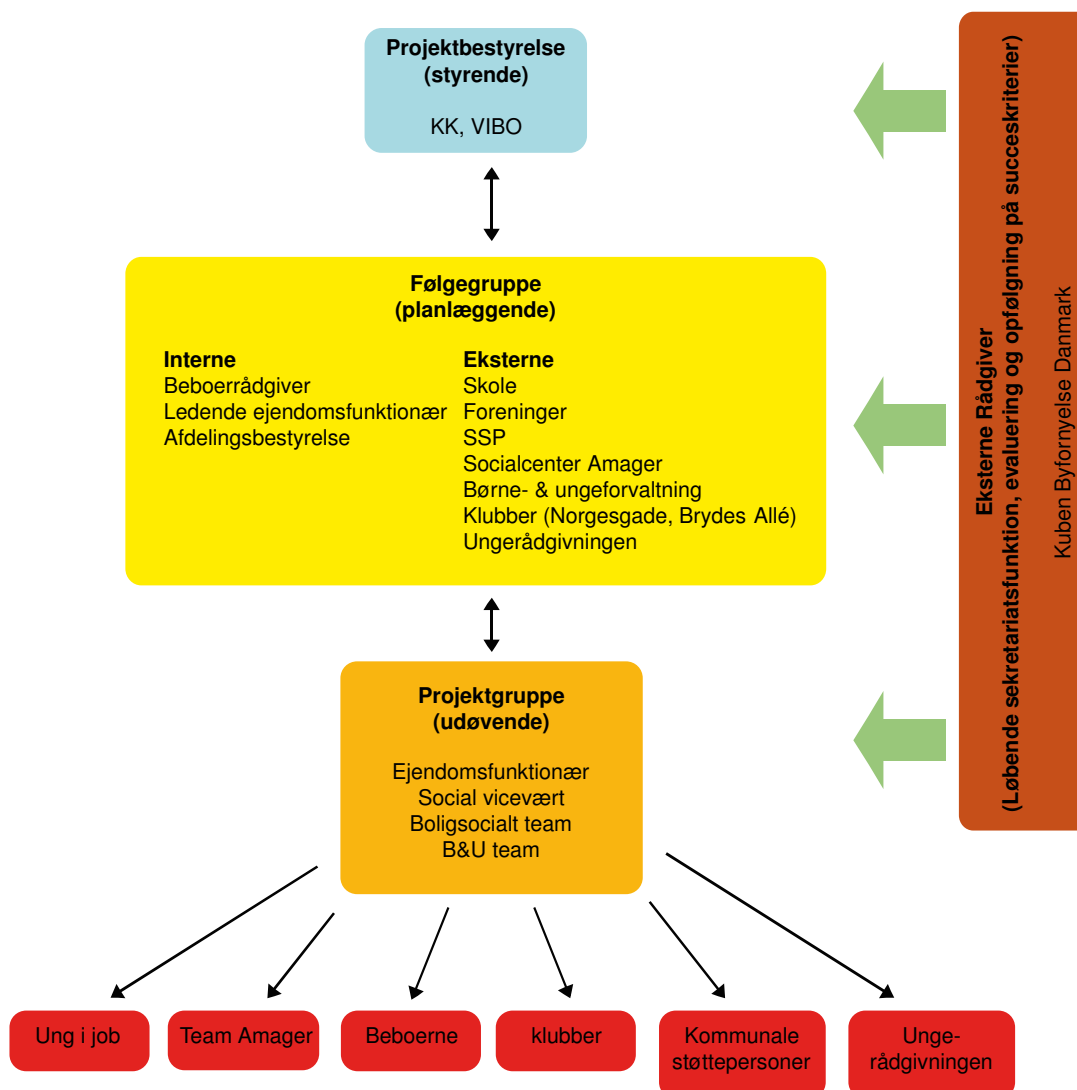 Projektbestyrelse
(styrende)
KK, VIBO
Følgegruppe
(planlæggende)
Interne
Beboerrådgiver
Ledende ejendomsfunktionær
Afdelingsbestyrelse
Eksterne
Skole
Foreninger
SSP
Socialcenter Amager
Børne- & ungeforvaltning
Klubber (Norgesgade, Brydes Allé)
Ungerådgivningen
Projektgruppe
(udøvende)
Ejendomsfunktionær
Social vicevært
Boligsocialt team
B&U team
Ung i job
Team Amager
Beboerne
klubber
Kommunale
støttepersoner
Unge-
rådgivningen
Eksterne Rådgiver
(Løbende sekretariatsfunktion, evaluering og opfølgning på succeskriterier)
Kuben Byfornyelse Danmark